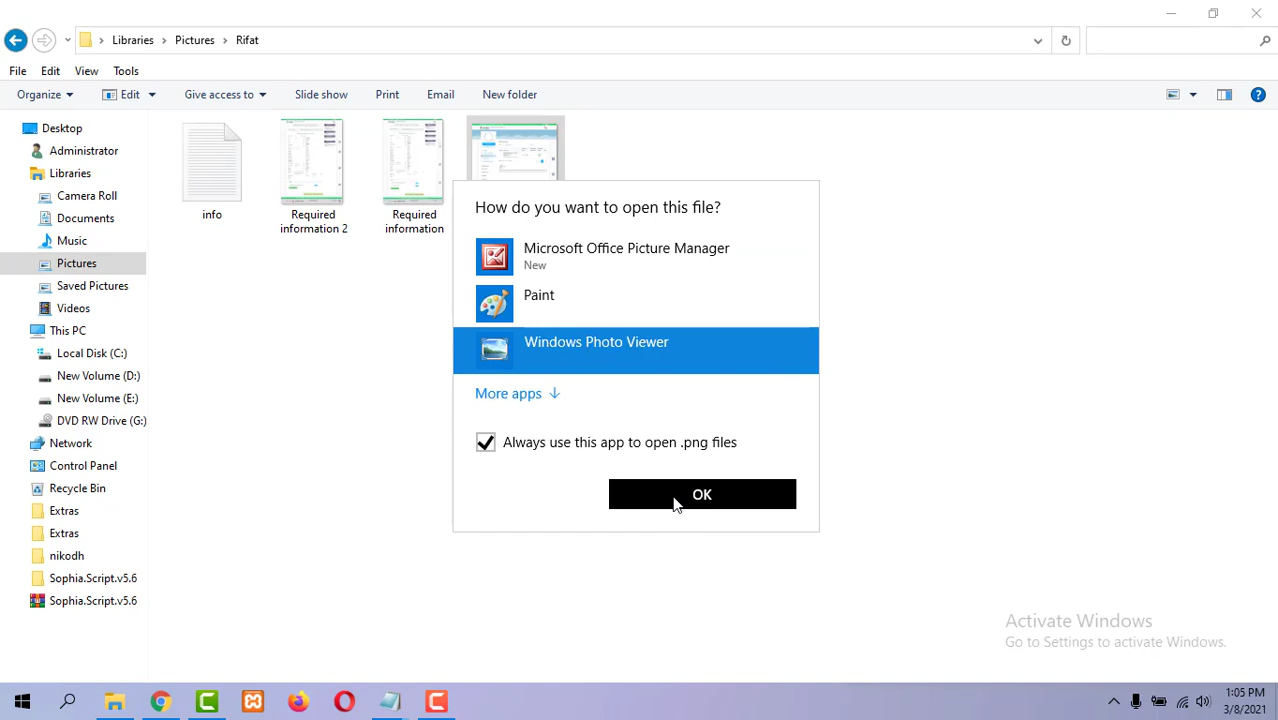 Libraries
Pictures
Rifat
File
Edit
View
Tools
Organize
Edit
Give access to
Slide show
Print
Email
New folder
Desktop
Administrator
Libraries
Camera Roll
Documents
Music
Pictures
Saved Pictures
Videos
This PC
Local Disk (C:)
New Volume (D:)
New Volume (E:)
DVD RW Drive (G:)
Network
Control Panel
Recycle Bin
Extras
Extras
nikodh
Sophia.Script.v5.6
Sophia.Script.v5.6
info
Required
information 2
Required
information
How do you want to open this file?
Microsoft Office Picture Manager
New
Paint
Windows Photo Viewer
More apps
Always use this app to open .png files
OK
Activate Windows
Go to Settings to activate Windows.
1:05 PM
3/8/2021